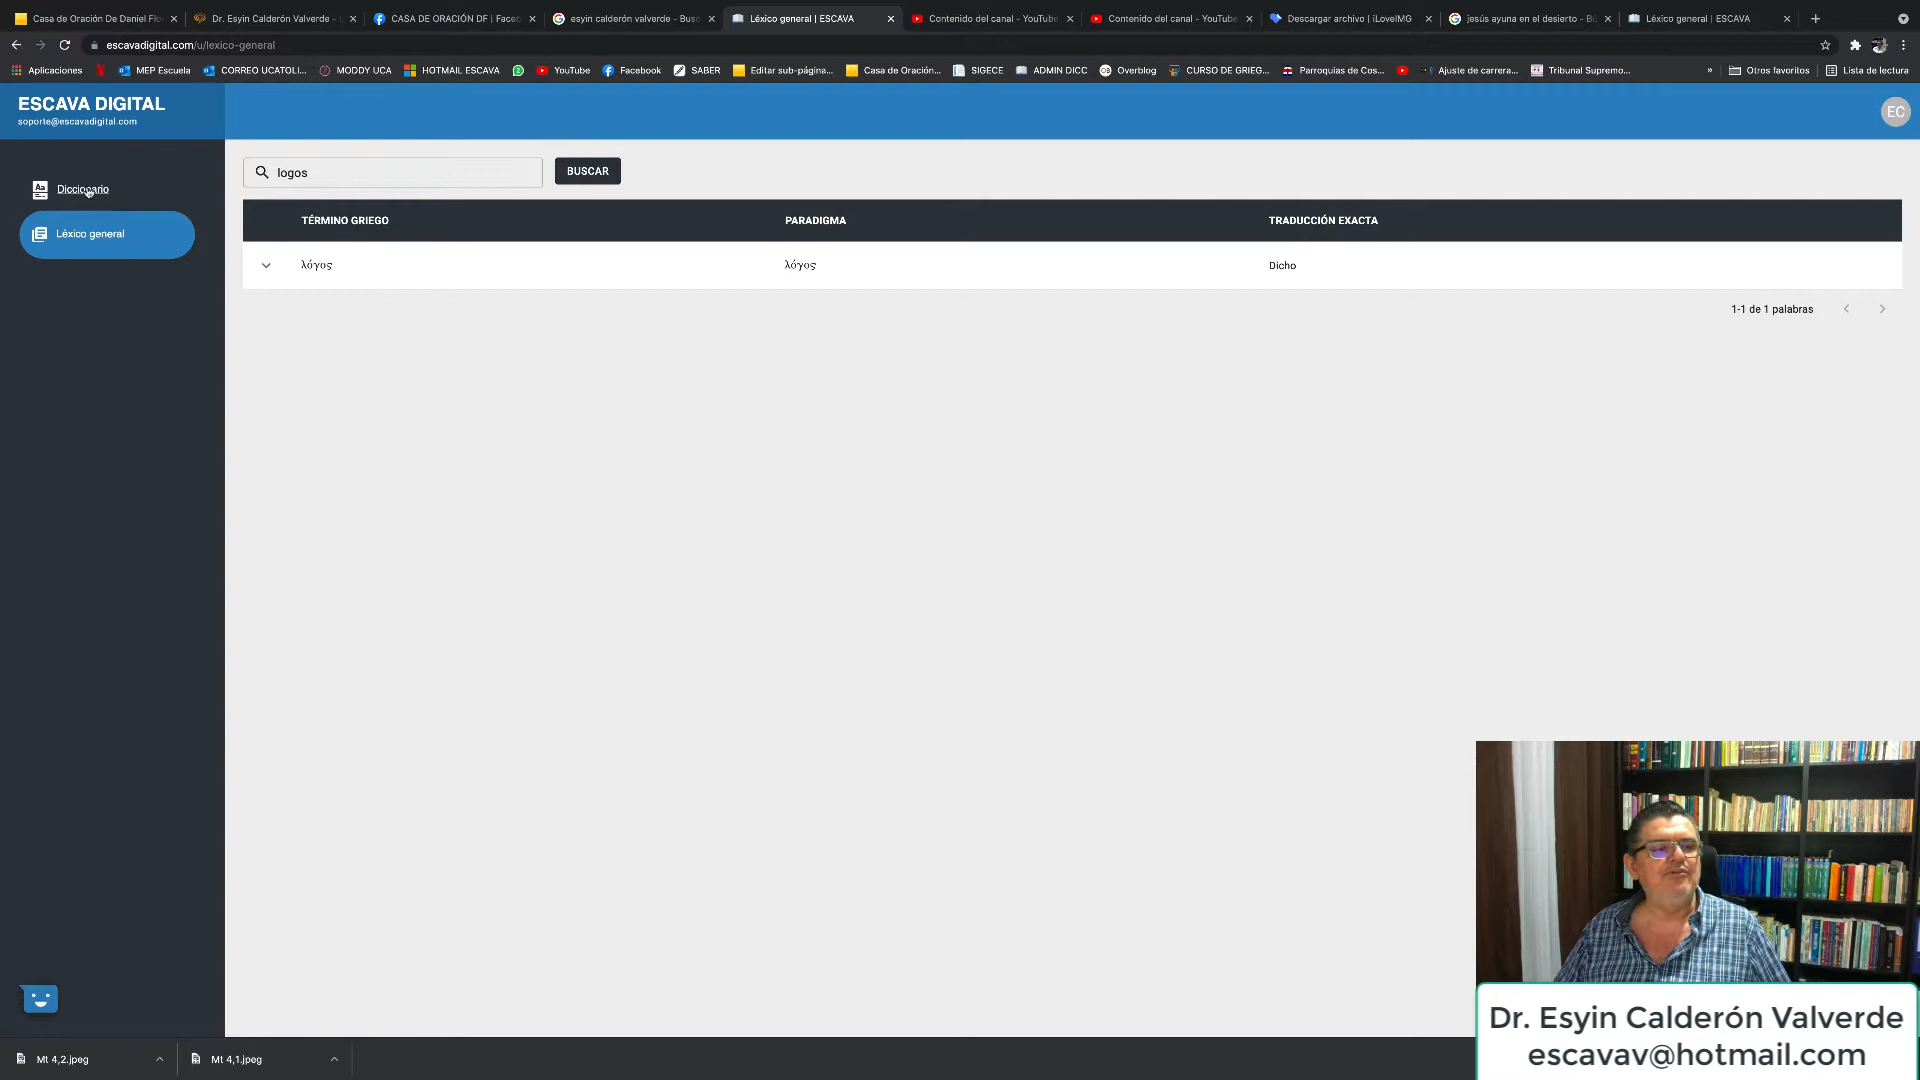 Casa de Oración De Daniel Flo
Dr. Esyin Calderón Valverde -
CASA DE ORACIÓN DF | Faceb
esyin calderón valverde - Busc
Léxico general | ESCAVA
Contenido del canal - YouTube
Contenido del canal - YouTube
Descargar archivo | iLoveIMG
jesús ayuna en el desierto - Bú
Léxico general | ESCAVA
escavadigital.com/u/lexico-general
Aplicaciones
MEP Escuela
CORREO UCATOLI...
MODDY UCA
HOTMAIL ESCAVA
YouTube
Facebook
SABER
Editar sub-página...
Casa de Oración...
SIGECE
ADMIN DICC
Overblog
CURSO DE GRIEG...
Parroquias de Cos...
Ajuste de carrera...
Tribunal Supremo...
»
Otros favoritos
Lista de lectura
ESCAVA DIGITAL
soporte@escavadigital.com
EC
Diccionario
Léxico general
logos
BUSCAR
TÉRMINO GRIEGO PARADIGMA TRADUCCIÓN EXACTA
λόγος λόγος Dicho
1-1 de 1 palabras
Mt 4,2.jpeg
Mt 4,1.jpeg
Dr. Esyin Calderón Valverde
escavav@hotmail.com